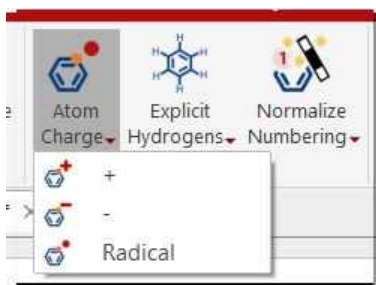 Atom Explicit Normalize
Charge Hydrogens Numbering
+
-
Radical